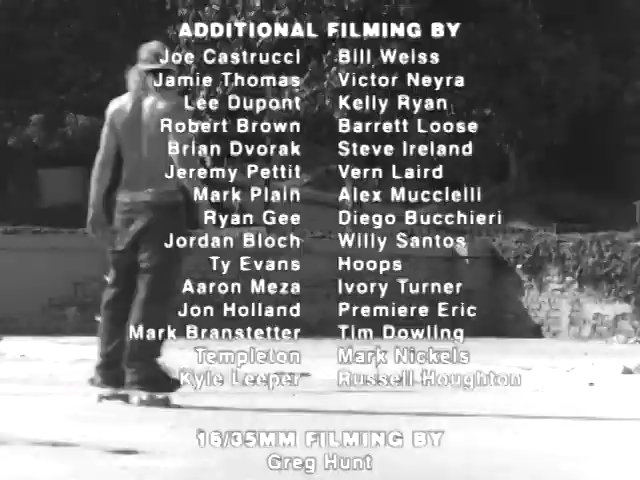 ADDITIONAL FILMING BY
Joe Castrucci Bill Weiss
Jamie Thomas Victor Neyra
Lee Dupont Kelly Ryan
Robert Brown Barrett Loose
Brian Dvorak Steve Ireland
Jeremy Pettit Vern Laird
Mark Plain Alex Mucclelli
Ryan Gee Diego Bucchieri
Jordan Bloch Willy Santos
Ty Evans Hoops
Aaron Meza Ivory Turner
Jon Holland Premiere Eric
Mark Branstetter Tim Dowling
Templeton Mark Nickels
Kyle Leeper Russell Houghton
16/35MM FILMING BY
Greg Hunt